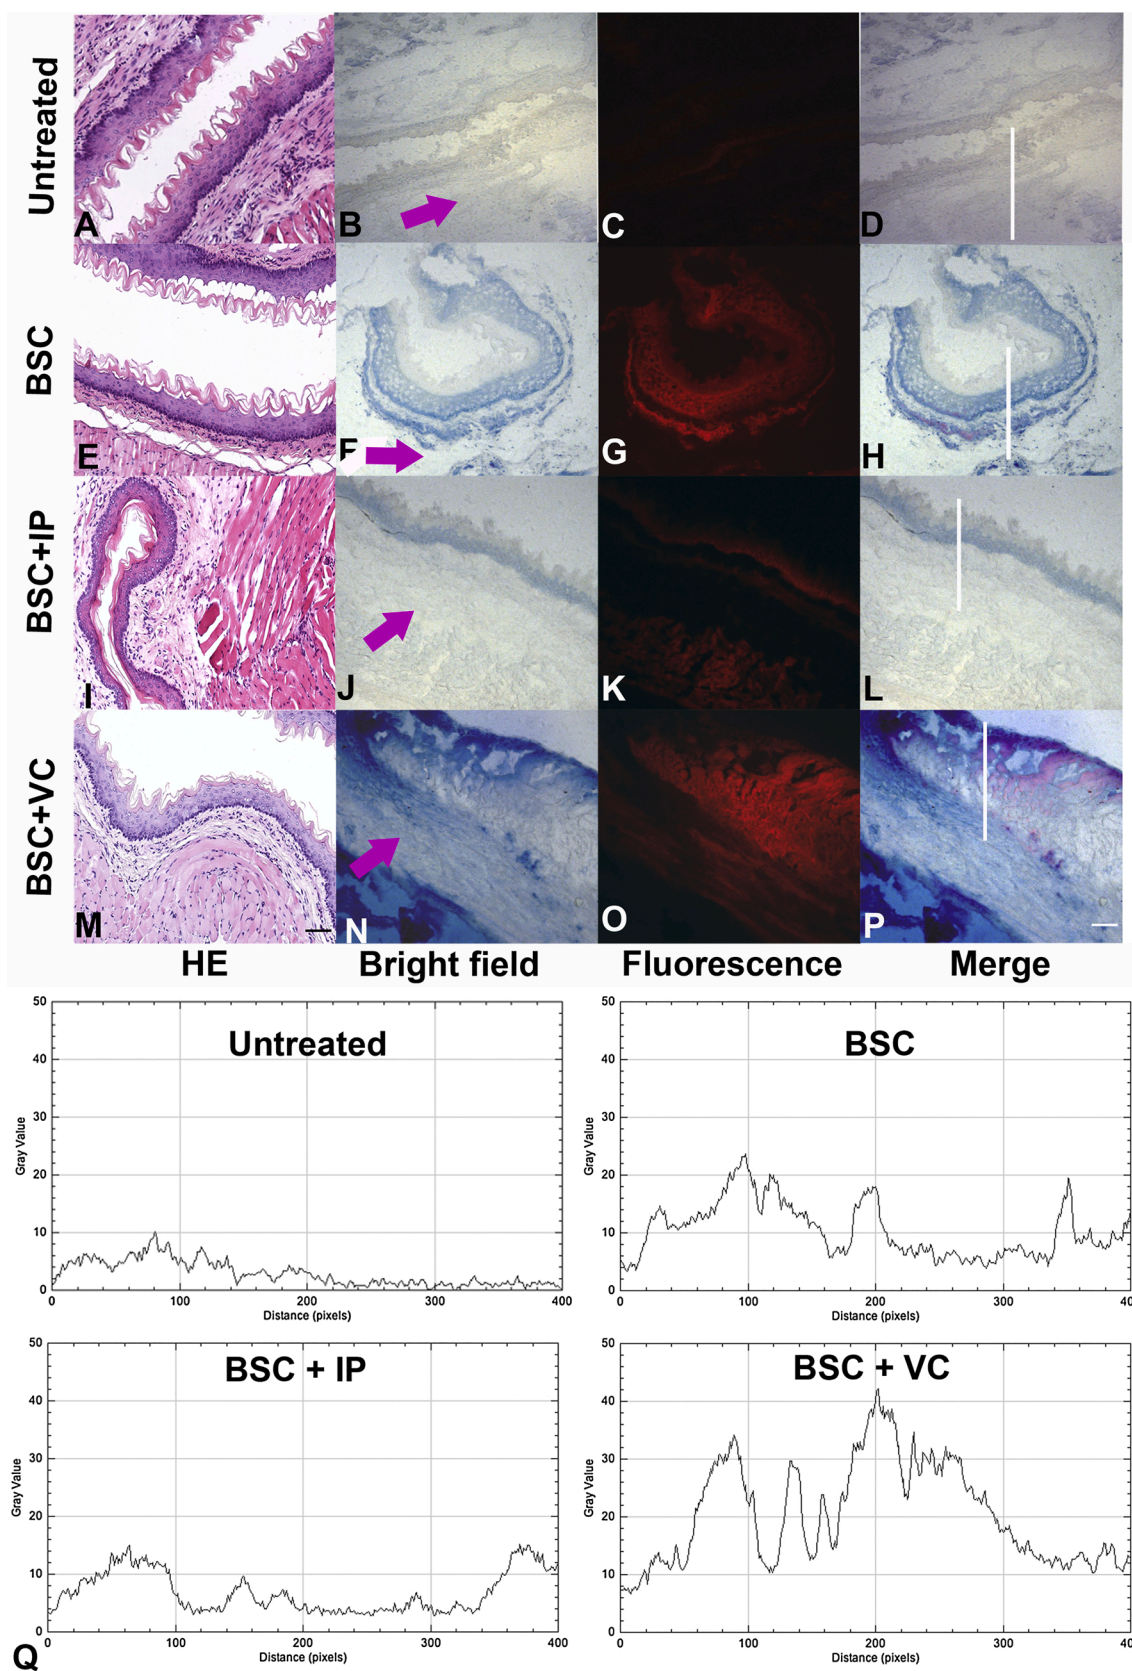 Untreated
A
B
C
D
BSC
E
F
G
H
BSC+IP
I
J
K
L
BSC+VC
M
N
O
P
HE
Bright field
Fluorescence
Merge
Untreated
Gray Value
50
40
30
20
10
0
0
100
200
300
400
Distance (pixels)
BSC
Gray Value
50
40
30
20
10
0
0
100
200
300
40
Distance (pixels)
BSC + IP
Gray Value
50
40
30
20
10
0
0
100
200
300
400
Distance (pixels)
BSC + VC
Gray Value
50
40
30
20
10
0
0
100
200
300
40
Distance (pixels)
Q